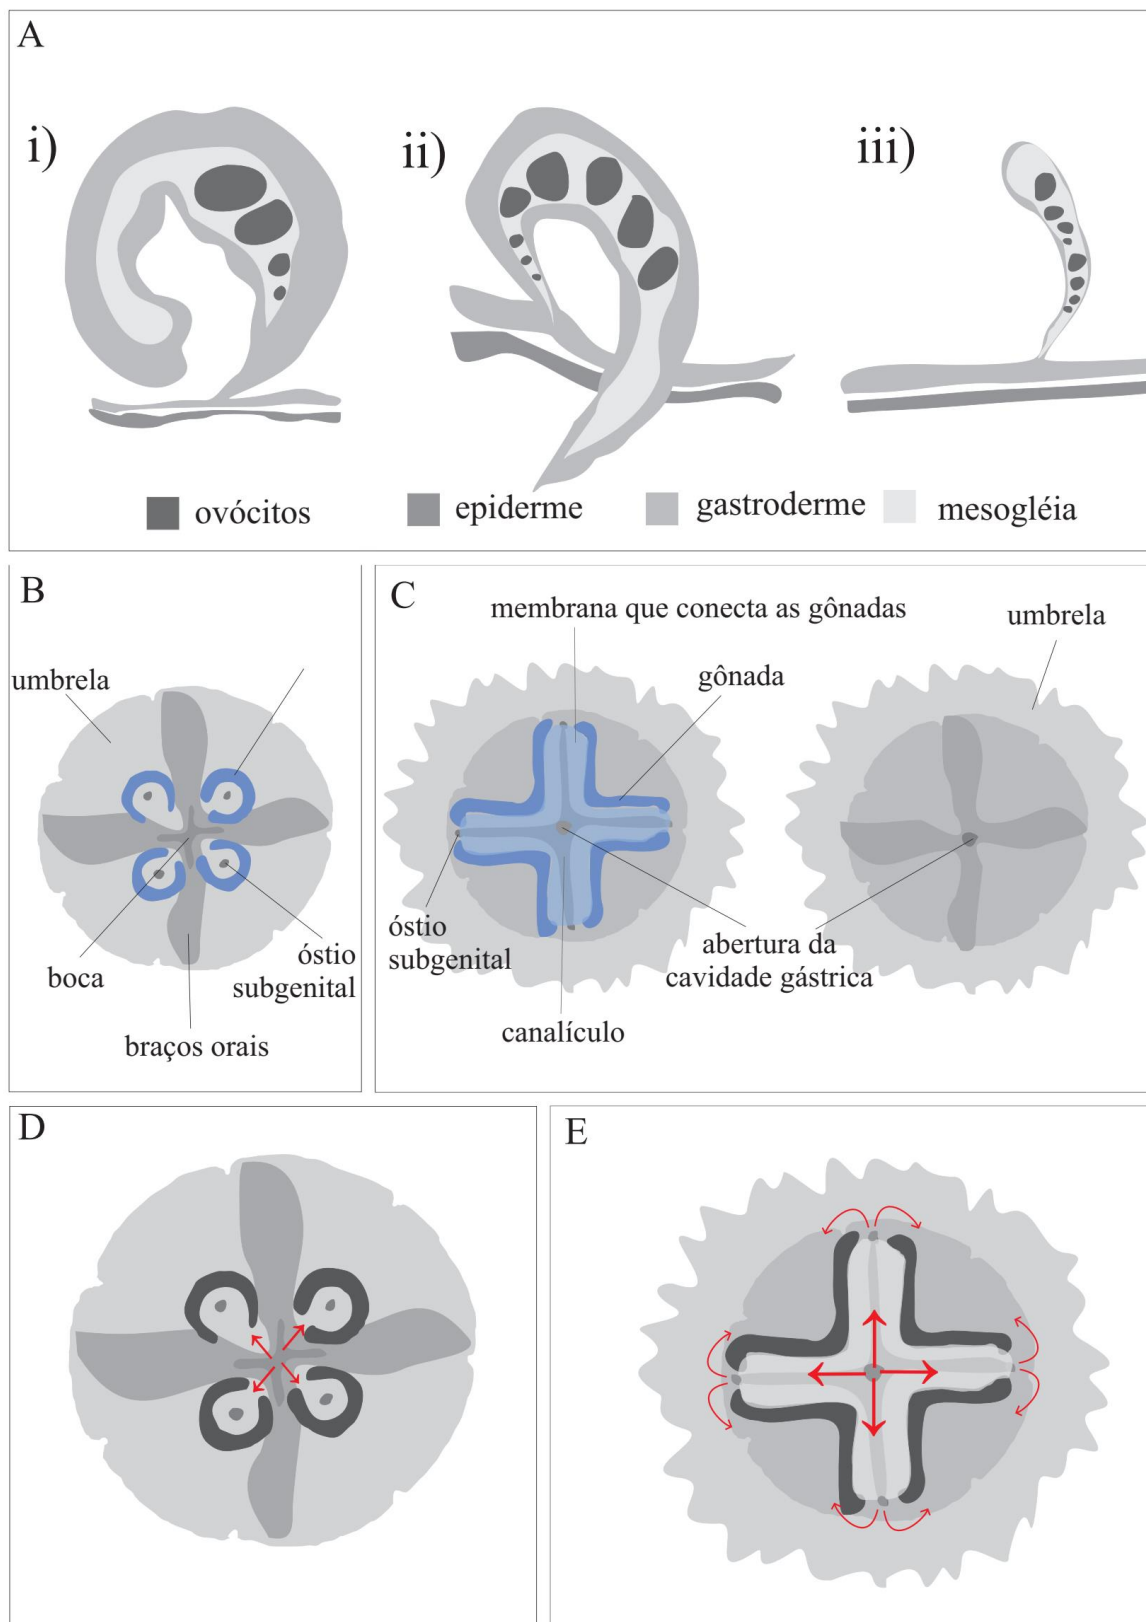 A
i)
ii)
iii)
ovócitos
epiderme
gastroderme
mesogléia
B
umbrela
boca
óstio
subgenital
braços orais
C
membrana que conecta as gônadas
umbrela
gônada
óstio
subgenital
abertura da
cavidade gástrica
canalículo
D
E